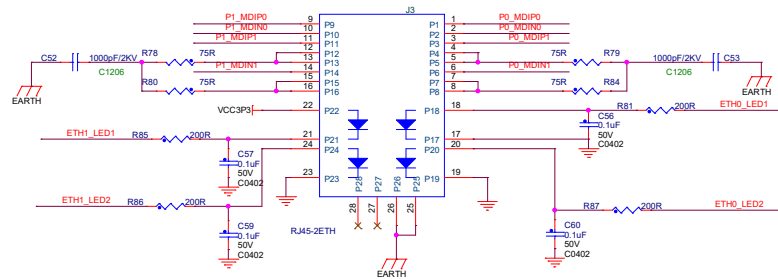 J3
P1_MDIP0 9 P9 P1 1 P0_MDIP0
P1_MDIN0 10 P10 P2 2 P0_MDIN0
P1_MDIP1 11 P11 P3 3 P0_MDIP1
12 P12 P4 4
C52 1000pF/2KV R78 75R 13 P13 P5 5 75R R79 1000pF/2KV C53
P1_MDIN1 14 P14 P6 6 P0_MDIN1
C1206 15 P15 P7 7 C1206
R80 75R 16 P16 P8 8 75R R84
EARTH EARTH
VCC3P3 22 P22 P18 18 R81 200R ETH0_LED1
C56
0.1uF
50V
C0402
ETH1_LED1 R85 200R 21 P21 P17 17
24 P24 P20 20
C57
0.1uF
50V
C0402
23 P23 P28 P27 P26 P25 P19 19
ETH1_LED2 R86 200R R87 200R ETH0_LED2
28 27 26 25
C59
0.1uF
50V
C0402
RJ45-2ETH
C60
0.1uF
50V
C0402
EARTH